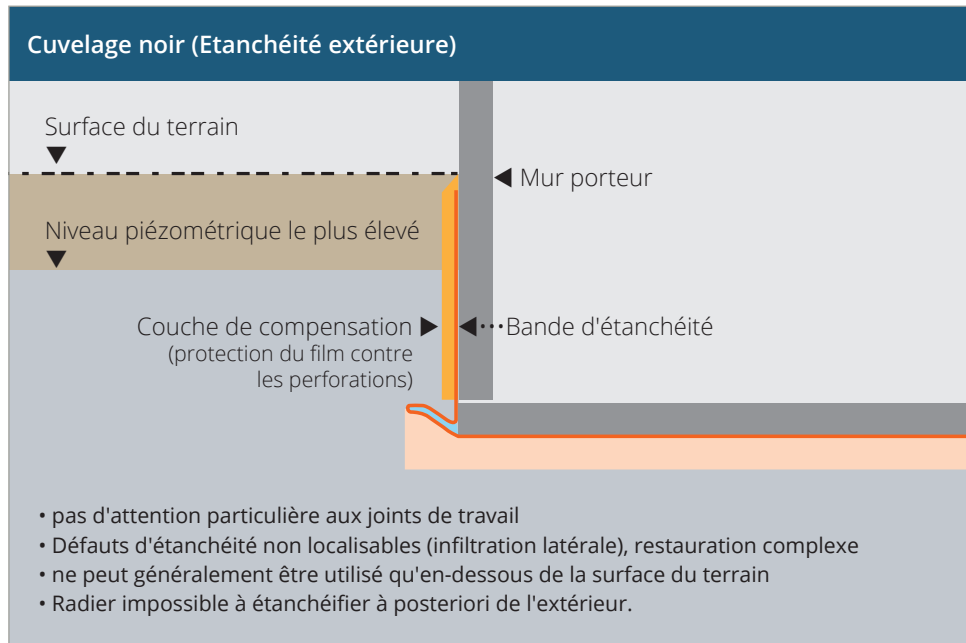 Cuvelage noir (Etanchéité extérieure)
Surface du terrain
Mur porteur
Niveau piézométrique le plus élevé
Couche de compensation
(protection du film contre
les perforations)
Bande d'étanchéité
• pas d'attention particulière aux joints de travail
• Défauts d'étanchéité non localisables (infiltration latérale), restauration complexe
• ne peut généralement être utilisé qu'en-dessous de la surface du terrain
• Radier impossible à étanchéifier à posteriori de l'extérieur.